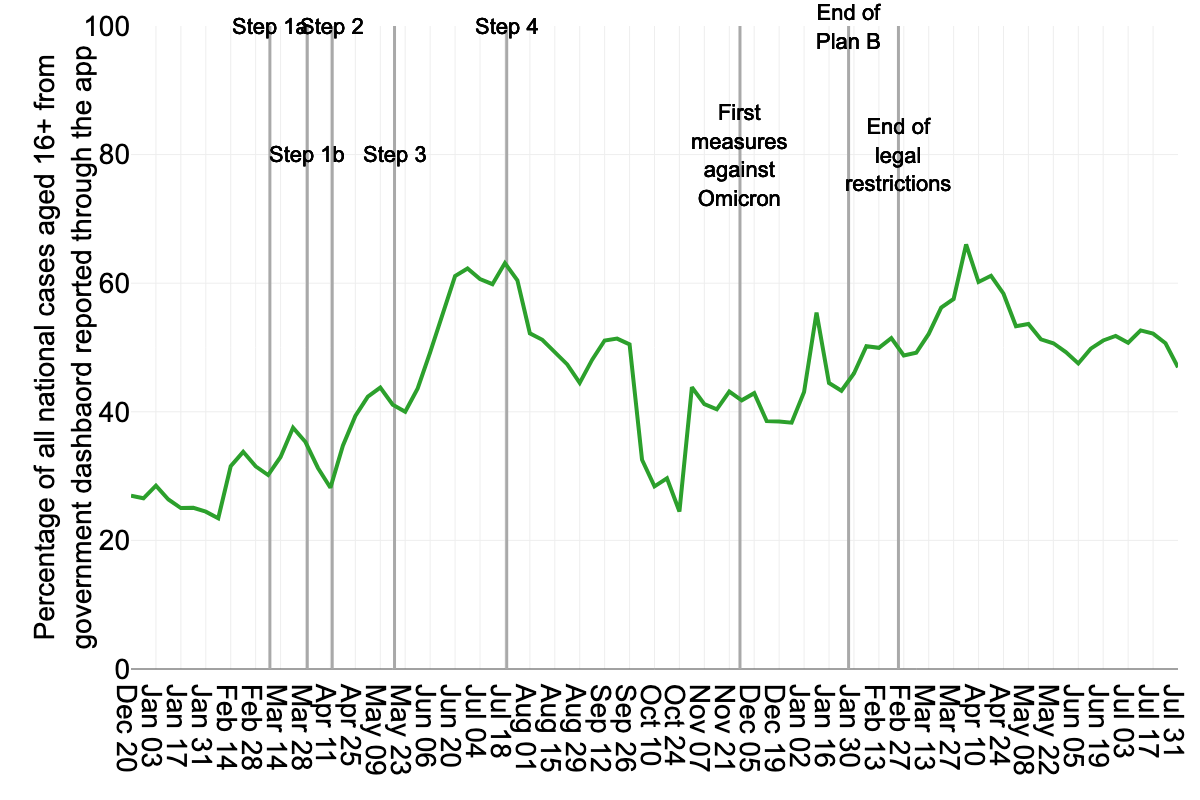 Percentage of all national cases aged 16+ from
government dashbaord reported through the app
100
80
60
40
20
0
Step 1a
Step 2
Step 4
End of
Plan B
Step 1b
Step 3
First
measures
against
Omicron
End of
legal
restrictions
Dec 20
Jan 03
Jan 17
Jan 31
Feb 14
Feb 28
Mar 14
Mar 28
Apr 11
Apr 25
May 09
May 23
Jun 06
Jun 20
Jul 04
Jul 18
Aug 01
Aug 15
Aug 29
Sep 12
Sep 26
Oct 10
Oct 24
Nov 07
Nov 21
Dec 05
Dec 19
Jan 02
Jan 16
Jan 30
Feb 13
Feb 27
Mar 13
Mar 27
Apr 10
Apr 24
May 08
May 22
Jun 05
Jun 19
Jul 03
Jul 17
Jul 31